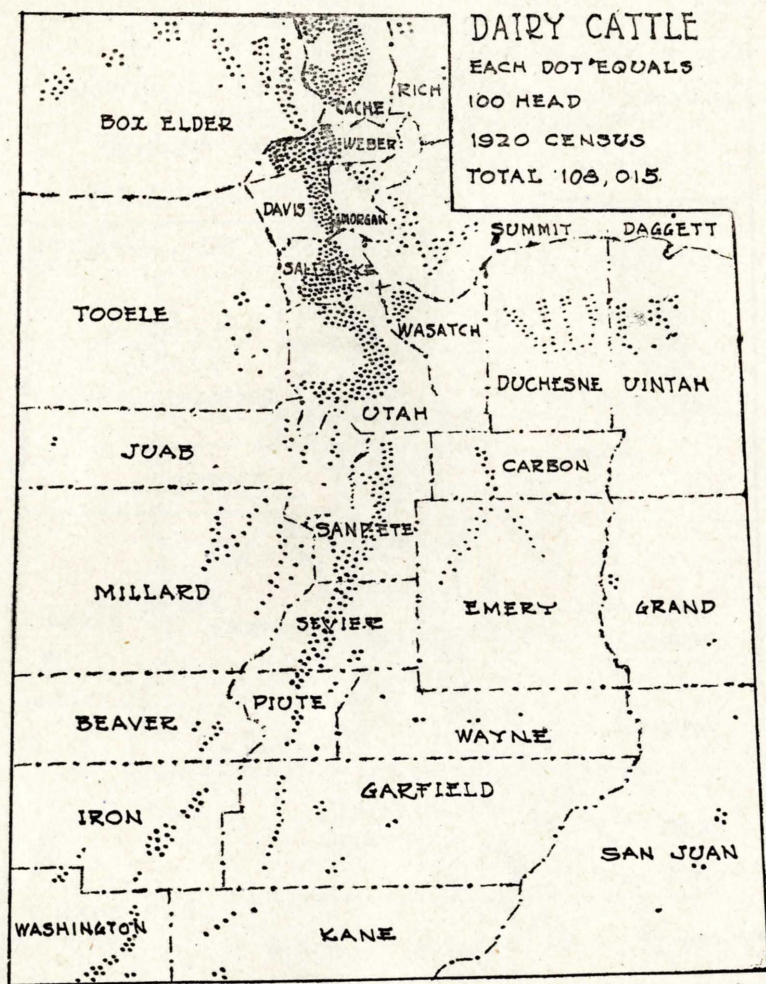 DAIRY CATTLE
EACH DOT EQUALS
100 HEAD
1920 CENSUS
TOTAL 108,015.
RICH
CACHE
BOX ELDER
WEBER
DAVIS
MORGAN
SUMMIT DAGGETT
SALT LAKE
TOOELE
WASATCH
DUCHESNE UINTAH
UTAH
JUAB
CARBON
SANPETE
MILLARD
EMERY
GRAND
SEVIER
PIUTE
BEAVER
WAYNE
GARFIELD
IRON
SAN JUAN
WASHINGTON
KANE